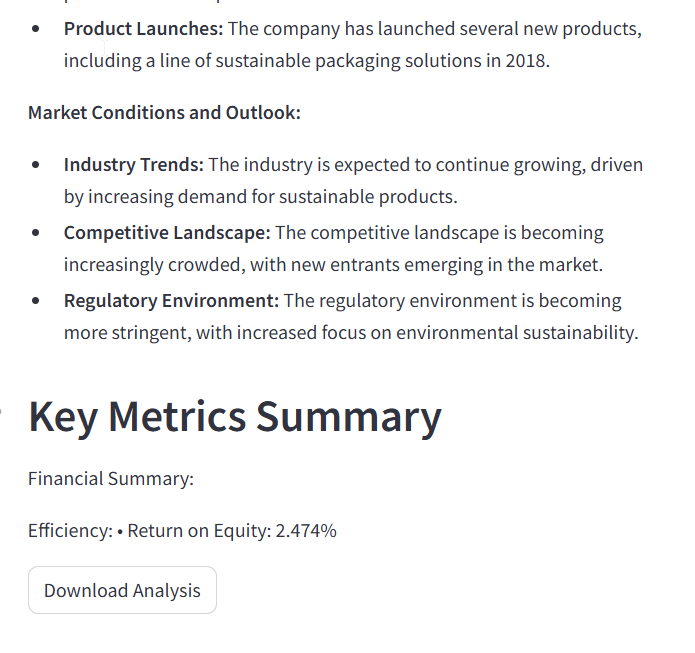 • Product Launches: The company has launched several new products,
including a line of sustainable packaging solutions in 2018.
Market Conditions and Outlook:
• Industry Trends: The industry is expected to continue growing, driven
by increasing demand for sustainable products.
• Competitive Landscape: The competitive landscape is becoming
increasingly crowded, with new entrants emerging in the market.
• Regulatory Environment: The regulatory environment is becoming
more stringent, with increased focus on environmental sustainability.
Key Metrics Summary
Financial Summary:
Efficiency: • Return on Equity: 2.474%
Download Analysis